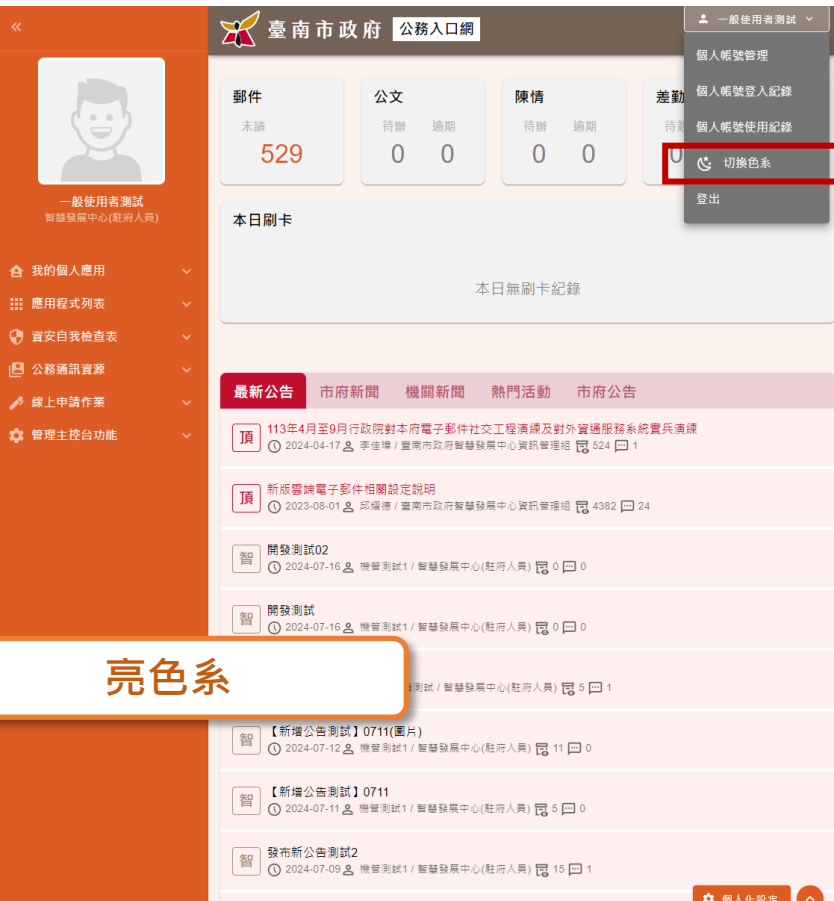 臺南市政府 公務入口網
一般使用者測試
個人帳號管理
個人帳號登入紀錄
個人帳號使用紀錄
切換色系
登出
一般使用者測試
智慧發展中心(駐府人員)
我的個人應用
應用程式列表
資安自我檢查表
公務通訊資源
線上申請作業
管理主控台功能
郵件
未讀
529
公文
待辦 逾期
0 0
陳情
待辦 逾期
0 0
差勤
0
本日刷卡
本日無刷卡紀錄
最新公告 市府新聞 機關新聞 熱門活動 市府公告
頂 113年4月至9月行政院對本府電子郵件社交工程演練及對外資通服務系統實兵演練
2024-04-17 李佳璋 / 臺南市政府智慧發展中心資訊管理組 524 1
頂 新版雲端電子郵件相關設定說明
2023-08-01 邱耀德 / 臺南市政府智慧發展中心資訊管理組 4382 24
智 開發測試02
2024-07-16 機管測試1 / 智慧發展中心(駐府人員) 0 0
智 開發測試
2024-07-16 機管測試1 / 智慧發展中心(駐府人員) 0 0
亮色系
測試 / 智慧發展中心(駐府人員) 5 1
智 【新增公告測試】0711(圖片)
2024-07-12 機管測試1 / 智慧發展中心(駐府人員) 11 0
智 【新增公告測試】0711
2024-07-11 機管測試1 / 智慧發展中心(駐府人員) 5 0
智 發布新公告測試2
2024-07-09 機管測試1 / 智慧發展中心(駐府人員) 15 1
個人化設定